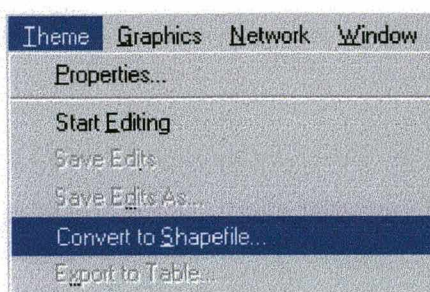 Theme Graphics Network Window
Properties...
Start Editing
Save Edits
Save Edits As...
Convert to Shapefile...
Export to Table...